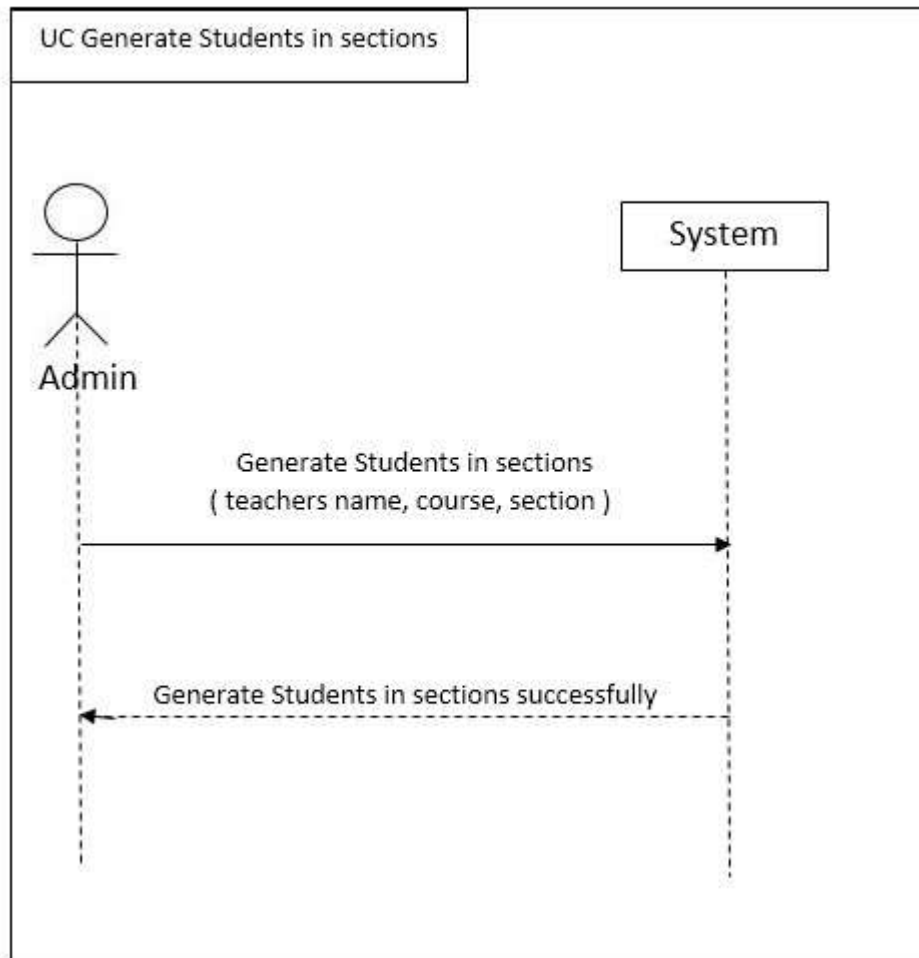 UC Generate Students in sections
System
Admin
Generate Students in sections
( teachers name, course, section )
Generate Students in sections successfully